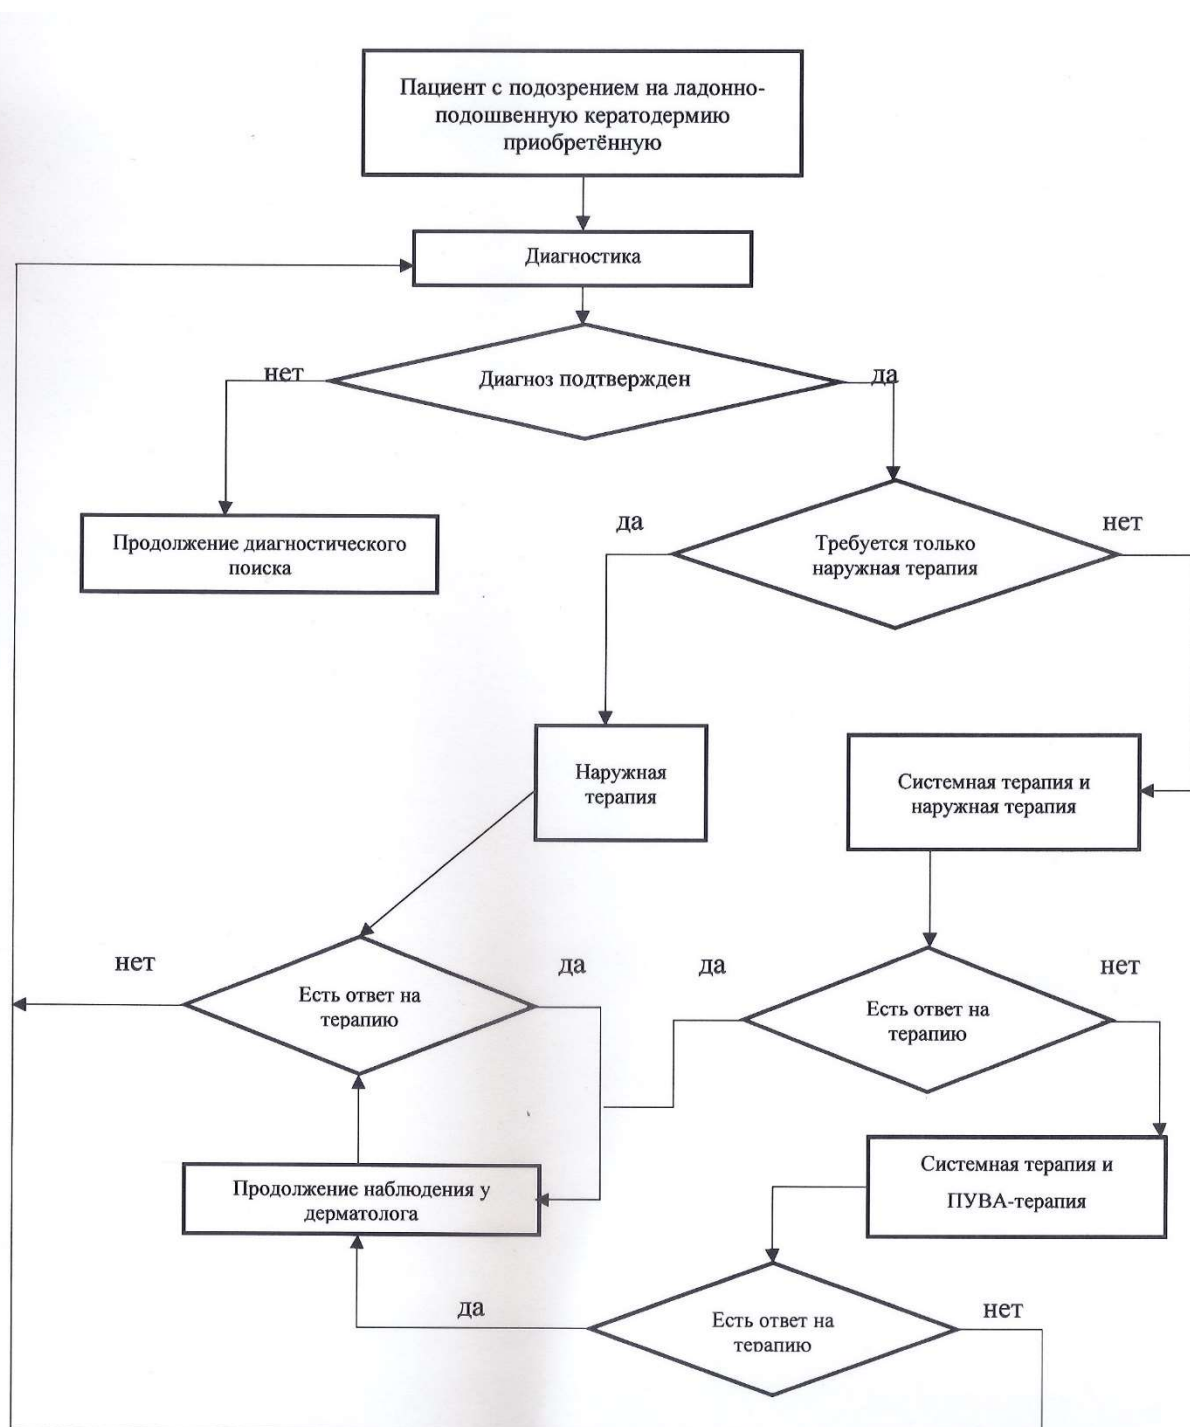 Пациент с подозрением на ладонно-
подошвенную кератодермию
приобретённую
Диагностика
нет
Диагноз подтвержден
да
Продолжение диагностического
поиска
да
Требуется только
наружная терапия
нет
Наружная
терапия
Системная терапия и
наружная терапия
нет
Есть ответ на
терапию
да
да
Есть ответ на
терапию
нет
Продолжение наблюдения у
дерматолога
Системная терапия и
ПУВА-терапия
да
Есть ответ на
терапию
нет